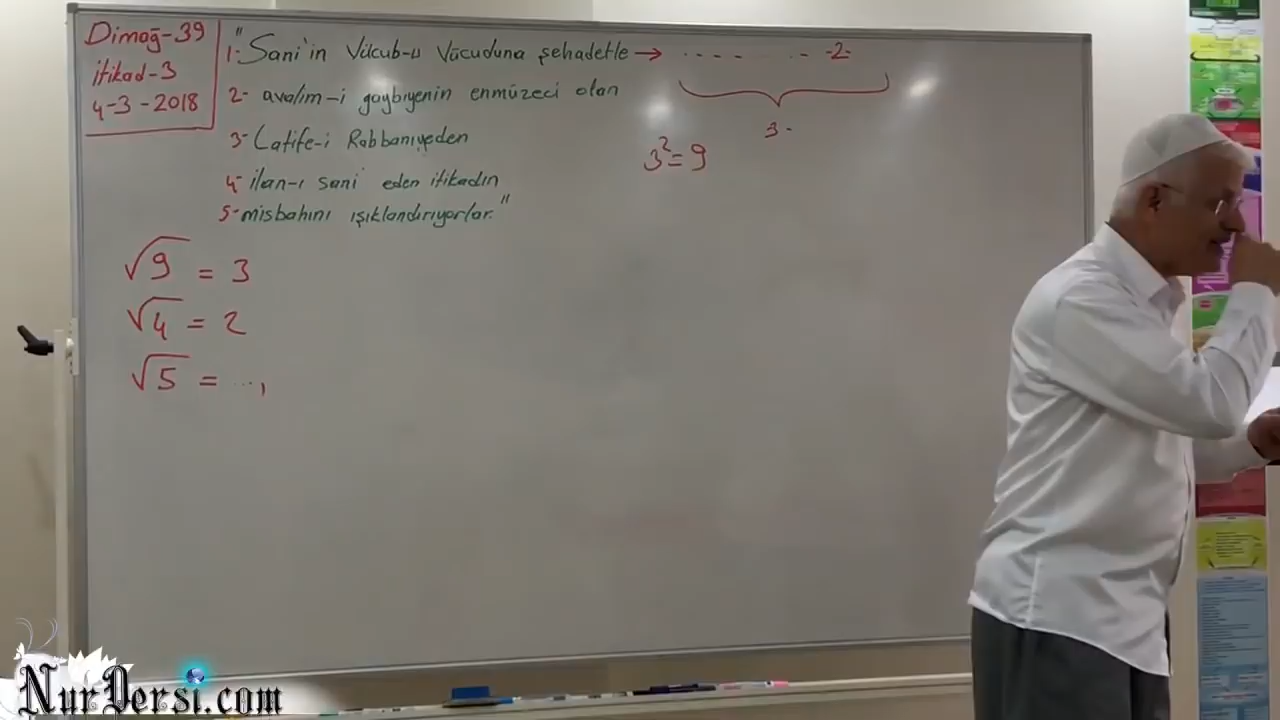 Dimağ-39
itikad-3
4-3-2018
1-"Sani'in Vücub-u Vücuduna şehadetle → .... .. -2-
2- avalim-i gaybiyenin enmüzeci olan
3-
3- Latife-i Rabbaniyeden
3²=9
4- ilan-ı sani eden itikadın
5- misbahını ışıklandırıyorlar."
√9 = 3
√4 = 2
√5 = ...,
NurDersi.com